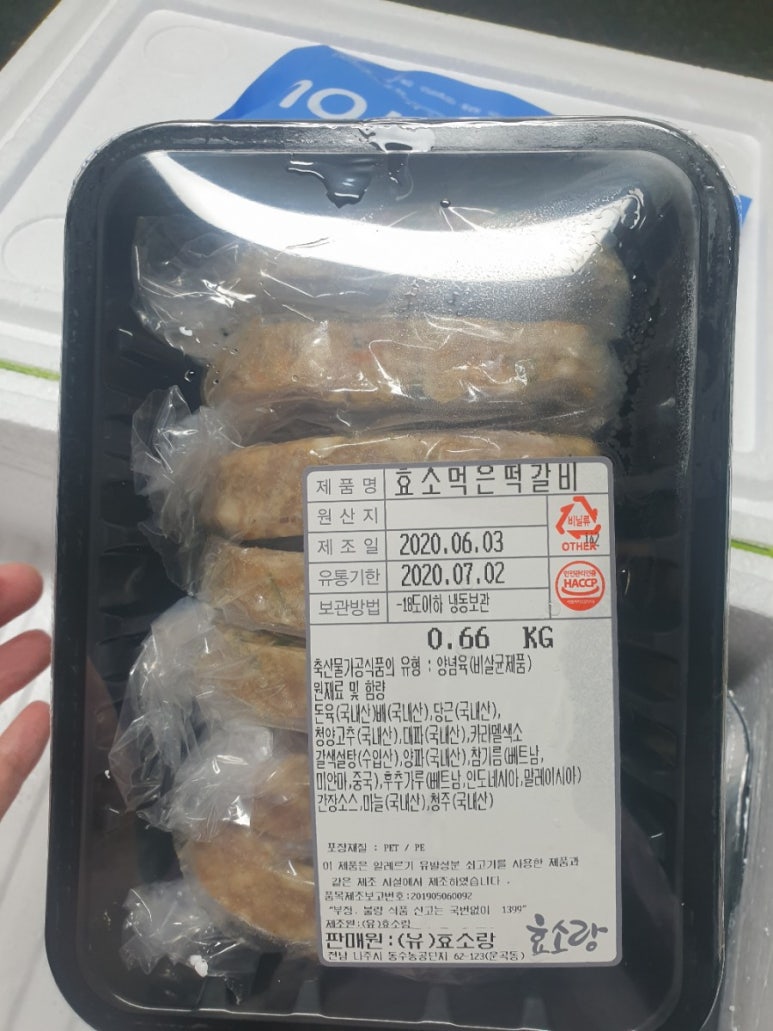 10
제품명 효소먹은떡갈비
원산지
제조일 2020.06.03
유통기한 2020.07.02
보관방법 -18도이하 냉동보관
비닐류
OTHER
HACCP
0.66 KG
축산물가공식품의 유형 : 양념육(비살균제품)
원재료 및 함량
돈육(국내산)배(국내산),당근(국내산),
청양고추(국내산),대파(국내산),카라멜색소
갈색설탕(수입산),양파(국내산),참기름(베트남,
미얀마,중국),후추가루(베트남,인도네시아,말레이시아)
간장소스,마늘(국내산),청주(국내산)
포장재질 : PET / PE
이 제품은 알레르기 유발성분 쇠고기를 사용한 제품과
같은 제조 시설에서 제조하였습니다 .
품목제조보고번호:201905060092
"부정. 불량 식품 신고는 국번없이 1399"
제조원:(유)효소랑
판매원:(유)효소랑
효소랑
전남 나주시 동수농공단지 62-123(운곡동)